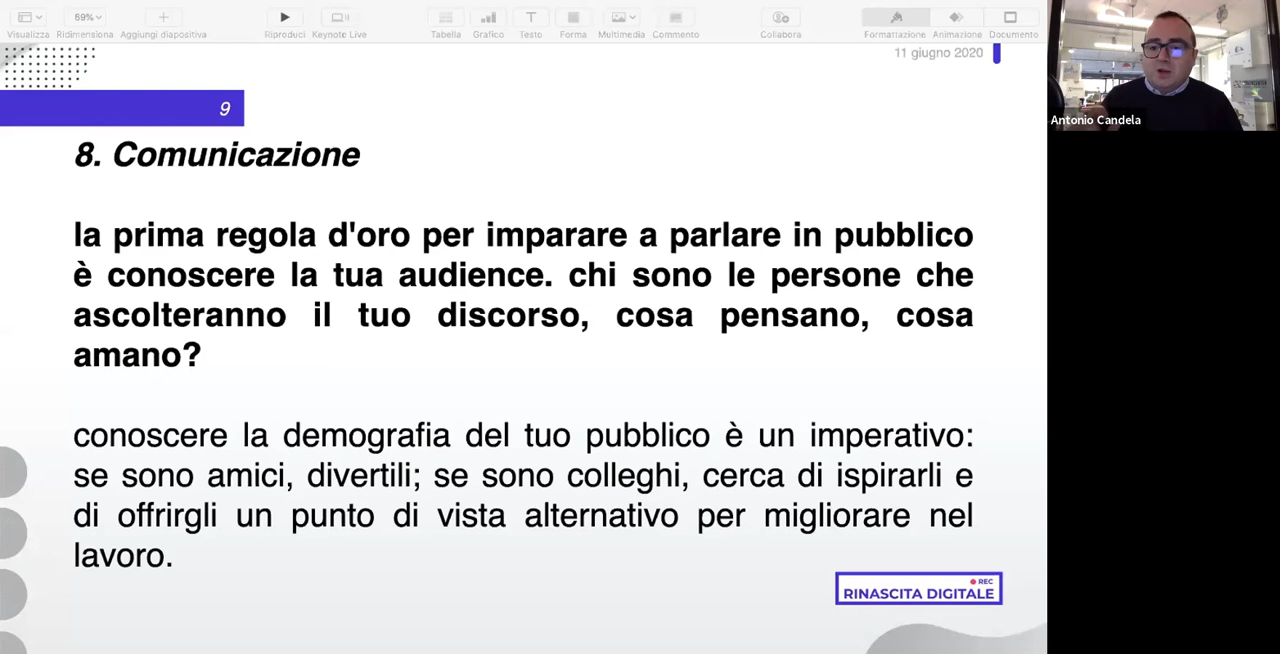 69%
Visualizza Ridimensiona Aggiungi diapositiva Riproduci Keynote Live Tabella Grafico Testo Forma Multimedia Commento Collabora Formattazione Animazione Documento
11 giugno 2020
9
8. Comunicazione
la prima regola d'oro per imparare a parlare in pubblico
è conoscere la tua audience. chi sono le persone che
ascolteranno il tuo discorso, cosa pensano, cosa
amano?
conoscere la demografia del tuo pubblico è un imperativo:
se sono amici, divertili; se sono colleghi, cerca di ispirarli e
di offrirgli un punto di vista alternativo per migliorare nel
lavoro.
REC
RINASCITA DIGITALE
Antonio Candela